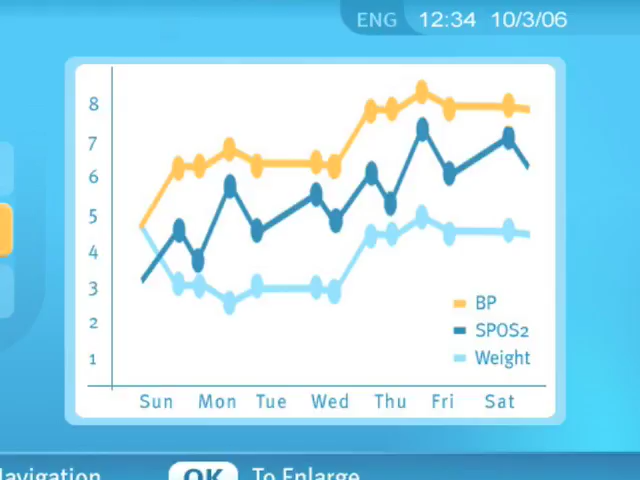 ENG 12:34 10/3/06
8
7
6
5
4
3
2
1
BP
SPOS2
Weight
Sun Mon Tue Wed Thu Fri Sat
OK To Enlarge